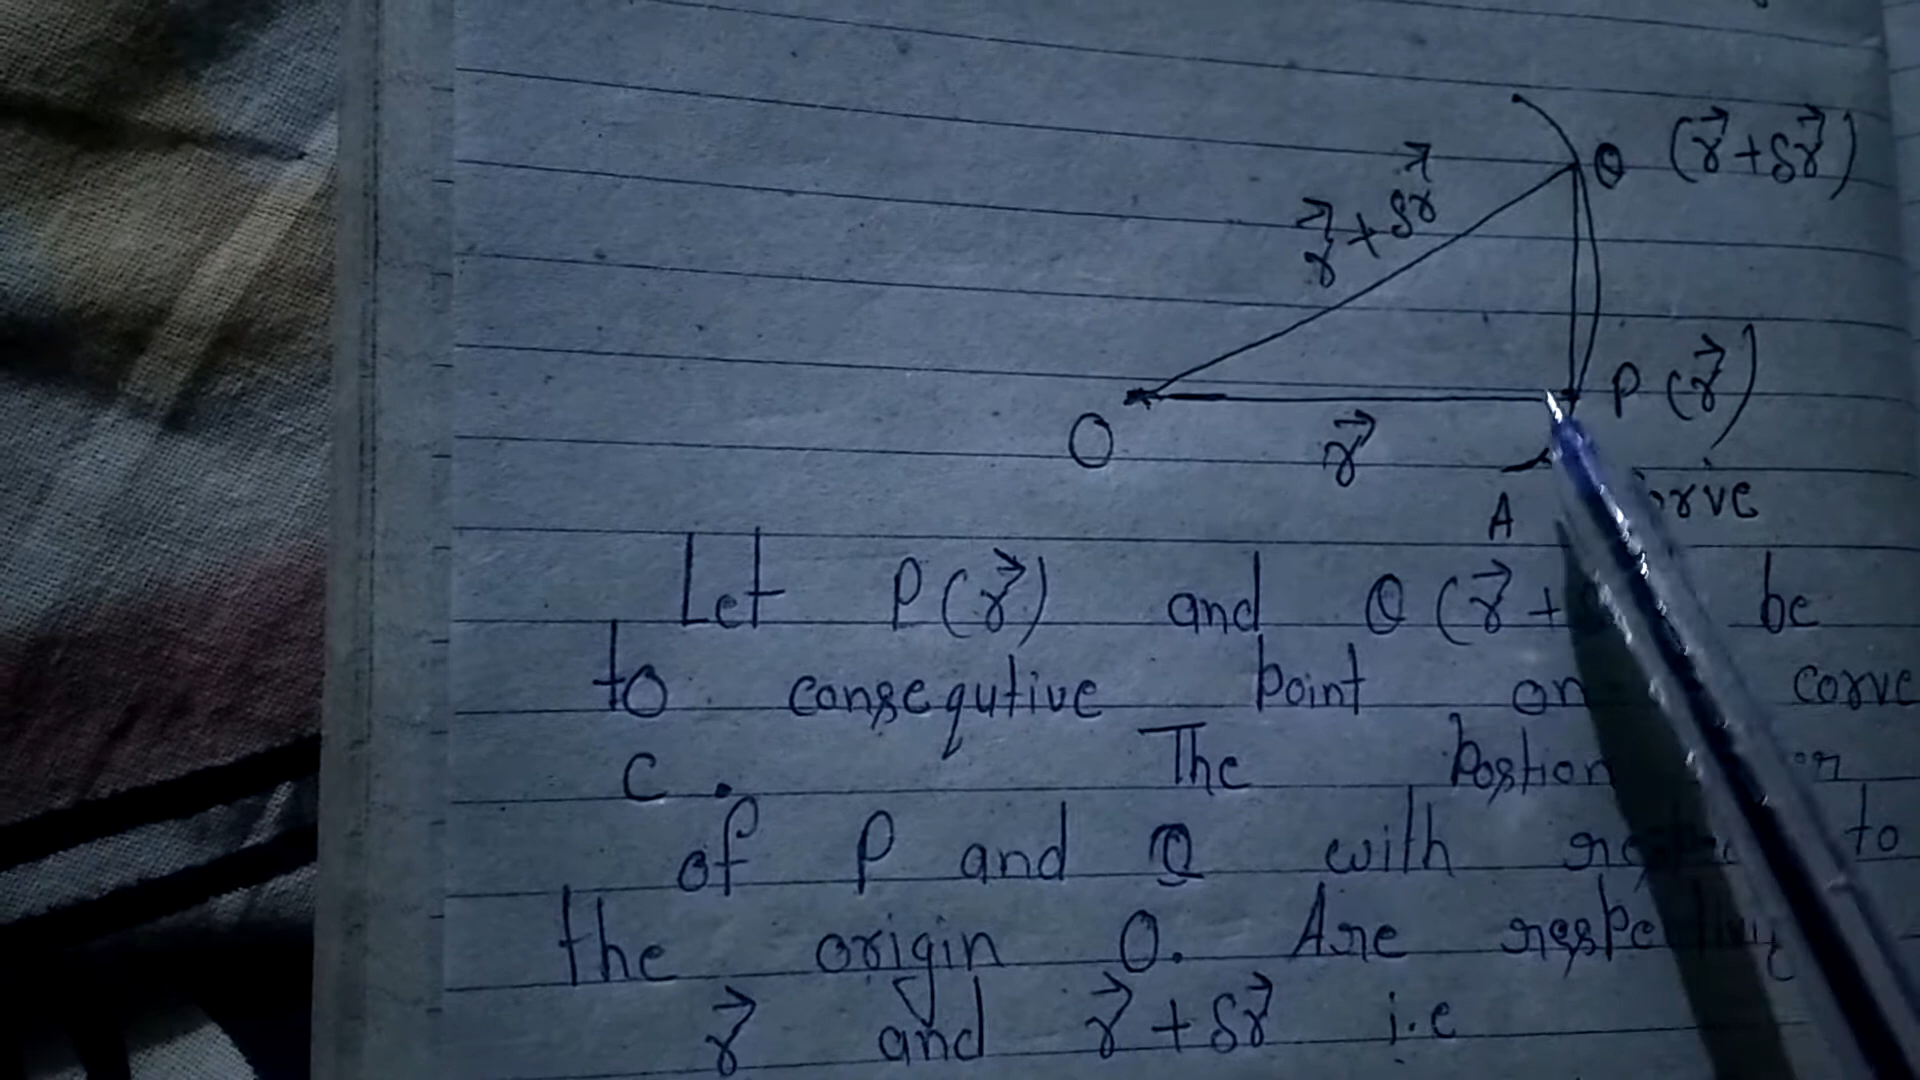 Q (r⃗+δr⃗)
r⃗+δr⃗
P (r⃗)
O
r⃗
A
Let P(r⃗) and Q(r⃗+ be
to consequtive point on corve
C. The
of P and Q with to
the origin O. Are
r⃗ and r⃗+δr⃗ i.e